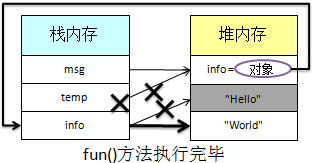 栈内存
堆内存
msg
info = 对象
temp
"Hello"
info
"World"
fun()方法执行完毕